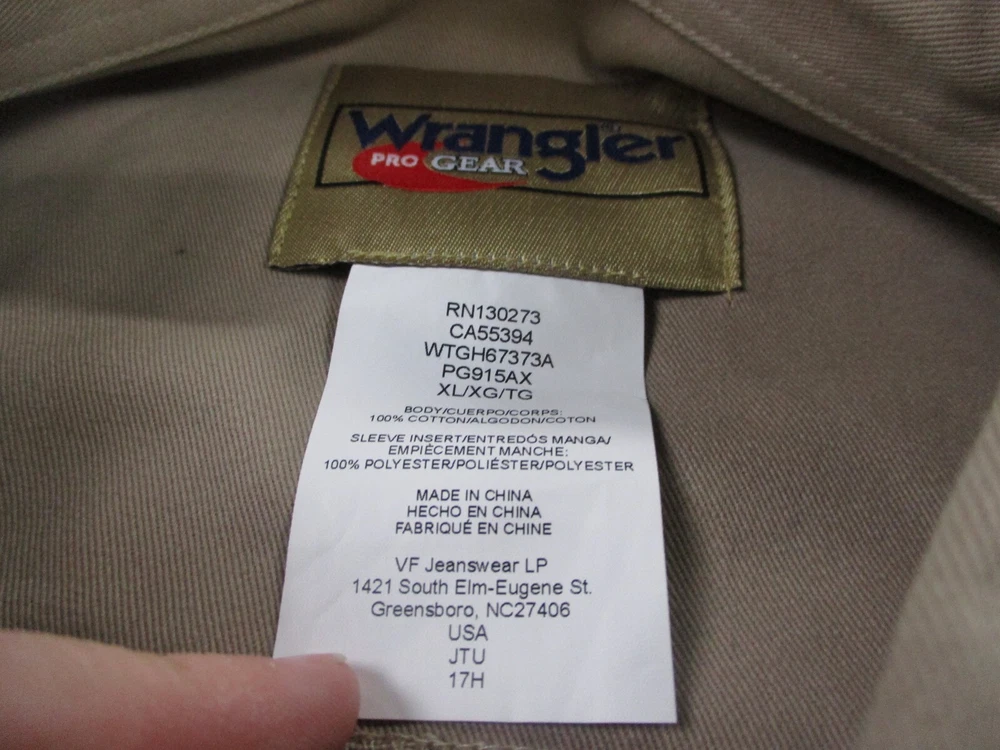 Wrangler
PRO GEAR
RN130273
CA55394
WTGH67373A
PG915AX
XL/XG/TG
BODY/CUERPO/CORPS:
100% COTTON/ALGODON/COTON
SLEEVE INSERT/ENTREDÓS MANGA/
EMPIÈCEMENT MANCHE:
100% POLYESTER/POLIÉSTER/POLYESTER
MADE IN CHINA
HECHO EN CHINA
FABRIQUÉ EN CHINE
VF Jeanswear LP
1421 South Elm-Eugene St.
Greensboro, NC27406
USA
JTU
17H